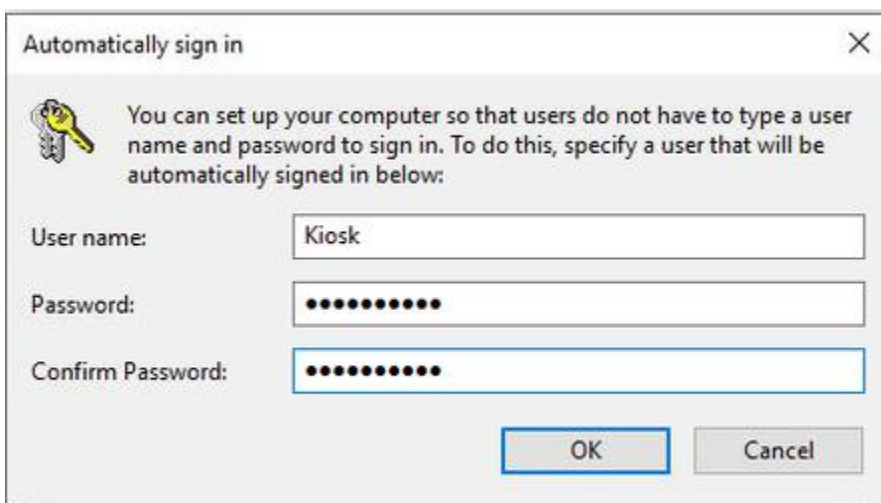 Automatically sign in
You can set up your computer so that users do not have to type a user
name and password to sign in. To do this, specify a user that will be
automatically signed in below:
User name:
Kiosk
Password:
●●●●●●●●●●
Confirm Password:
●●●●●●●●●●
OK
Cancel